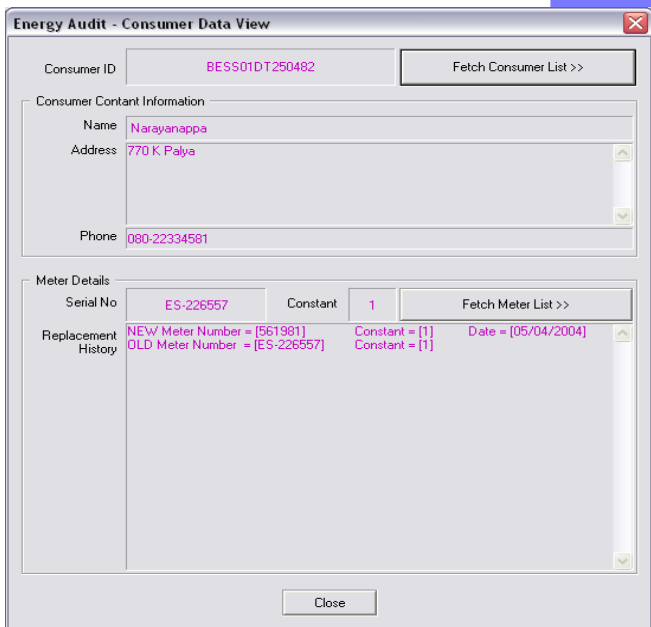 Energy Audit - Consumer Data View
Consumer ID BESS01DT250482 Fetch Consumer List >>
Consumer Contant Information
Name Narayanappa
Address 770 K Palya
Phone 080-22334581
Meter Details
Serial No ES-226557 Constant 1 Fetch Meter List >>
Replacement History
NEW Meter Number = [561981] Constant = [1] Date = [05/04/2004]
OLD Meter Number = [ES-226557] Constant = [1]
Close